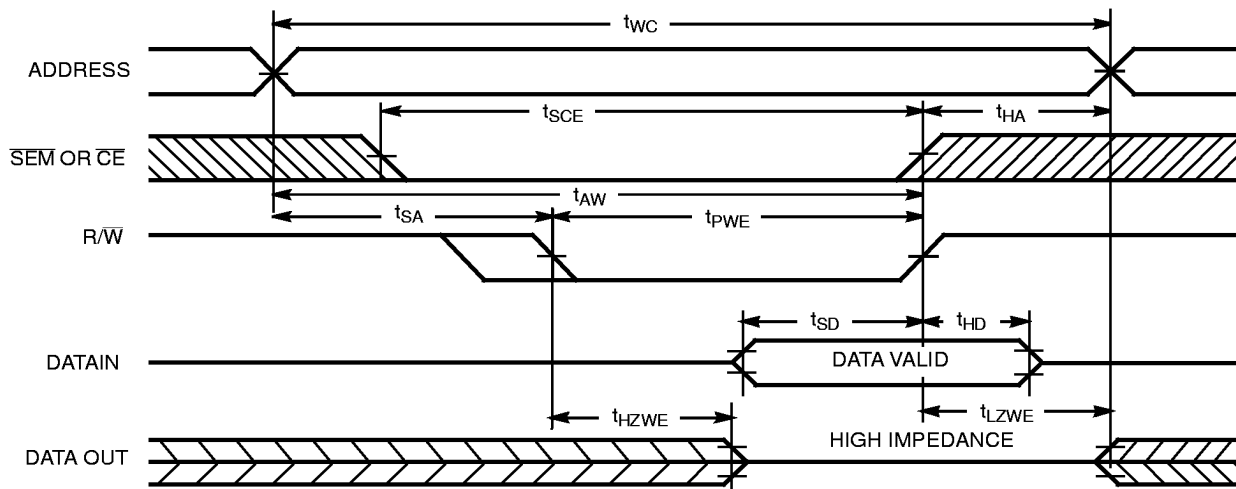 tWC
ADDRESS
tSCE
tHA
SEM OR CE
tAW
tSA
tPWE
R/W
tSD
tHD
DATAIN
DATA VALID
tHZWE
tLZWE
HIGH IMPEDANCE
DATA OUT